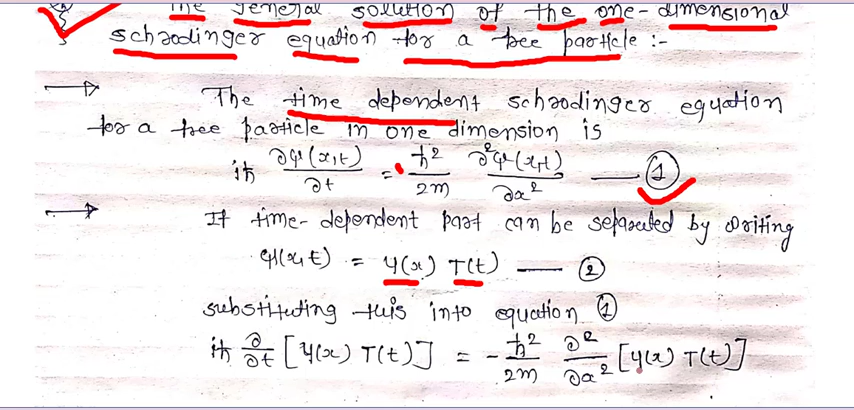 The general solution of the one-dimensional
schrodinger equation for a free particle :-
The time dependent schrodinger equation
for a free particle in one dimension is
iħ ∂Ψ(x,t)/∂t = ħ²/2m ∂²Ψ(x,t)/∂x² —— ①
If time-dependent part can be separated by writing
Ψ(x,t) = Ψ(x) T(t) —— ②
substituting this into equation ①
iħ ∂/∂t [Ψ(x) T(t)] = -ħ²/2m ∂²/∂x² [Ψ(x) T(t)]